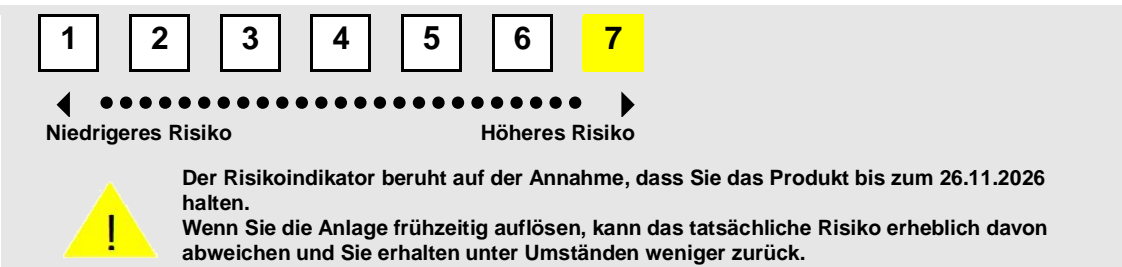 1 2 3 4 5 6 7
Niedrigeres Risiko Höheres Risiko
Der Risikoindikator beruht auf der Annahme, dass Sie das Produkt bis zum 26.11.2026
halten.
Wenn Sie die Anlage frühzeitig auflösen, kann das tatsächliche Risiko erheblich davon
abweichen und Sie erhalten unter Umständen weniger zurück.
!